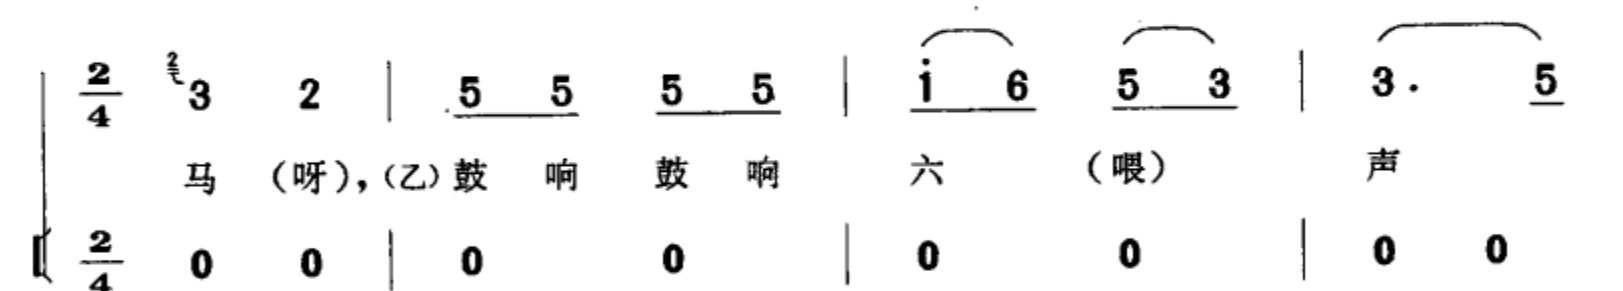 2/4 2 3 2 | 5 5 5 5 | i 6 5 3 | 3. 5
马 (呀), (乙) 鼓 响 鼓 响 六 (喂) 声
2/4 0 0 | 0 0 | 0 0 | 0 0